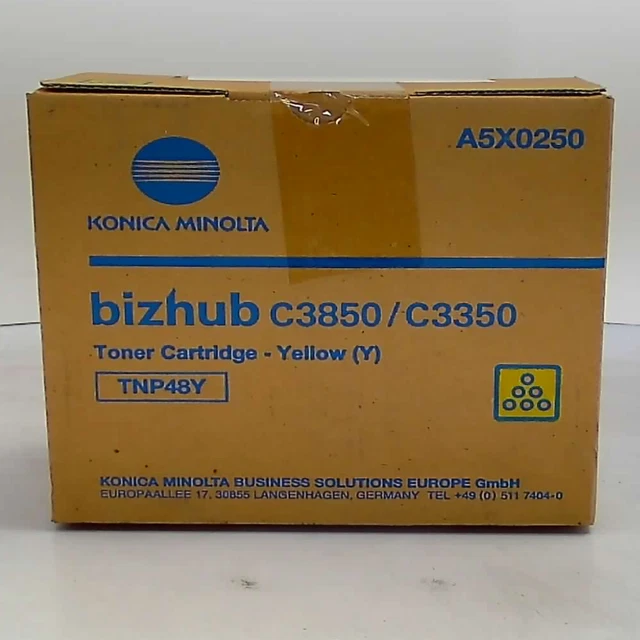 A5X0250
KONICA MINOLTA
bizhub C3850/C3350
Toner Cartridge - Yellow (Y)
TNP48Y
KONICA MINOLTA BUSINESS SOLUTIONS EUROPE GmbH
EUROPAALLEE 17, 30855 LANGENHAGEN, GERMANY TEL +49 (0) 511 7404-0